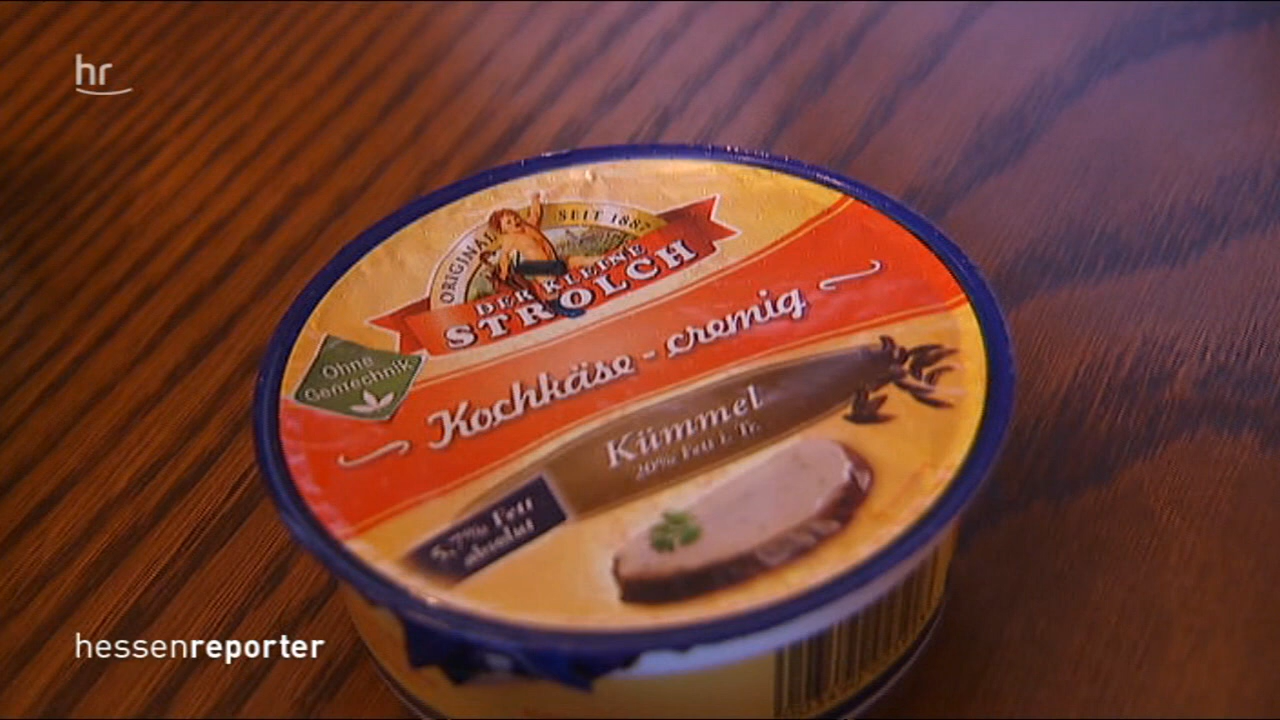 hr
ORIGINAL SEIT 1887
DER KLEINE
STROLCH
Ohne
Gentechnik
Kochkäse - cremig
Kümmel
20% Fett i. Tr.
5,7% Fett
absolut
hessenreporter